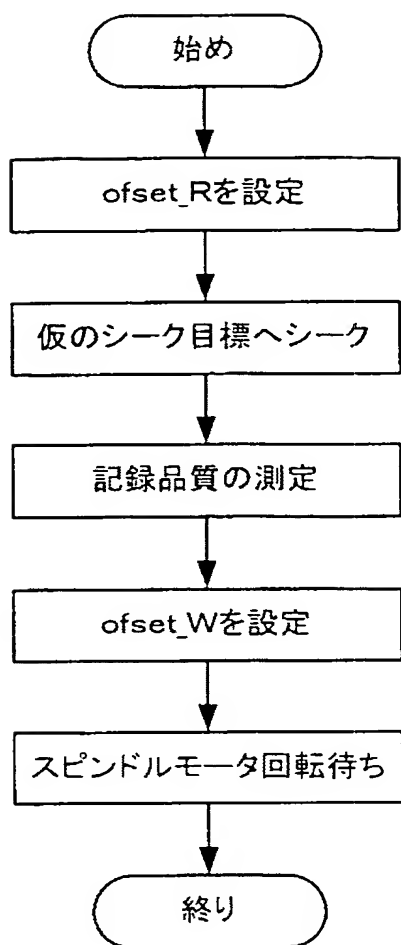 始め
ofset_Rを設定
仮のシーク目標へシーク
記録品質の測定
ofset_Wを設定
スピンドルモータ回転待ち
終り